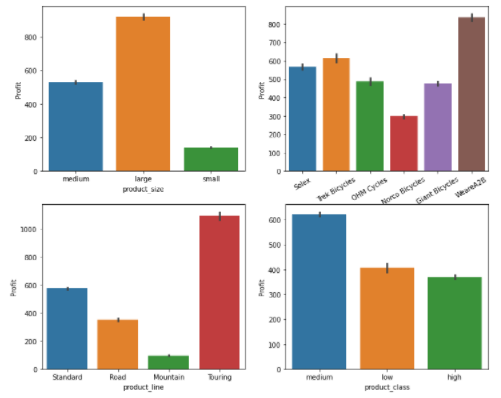 800
600
400
200
0
Profit
medium large small
product_size
800
700
600
500
400
300
200
100
0
Profit
Solex Trek Bicycles OHM Cycles Norco Bicycles Giant Bicycles WeareA2B
1000
800
600
400
200
0
Profit
Standard Road Mountain Touring
product_line
600
500
400
300
200
100
0
Profit
medium low high
product_class